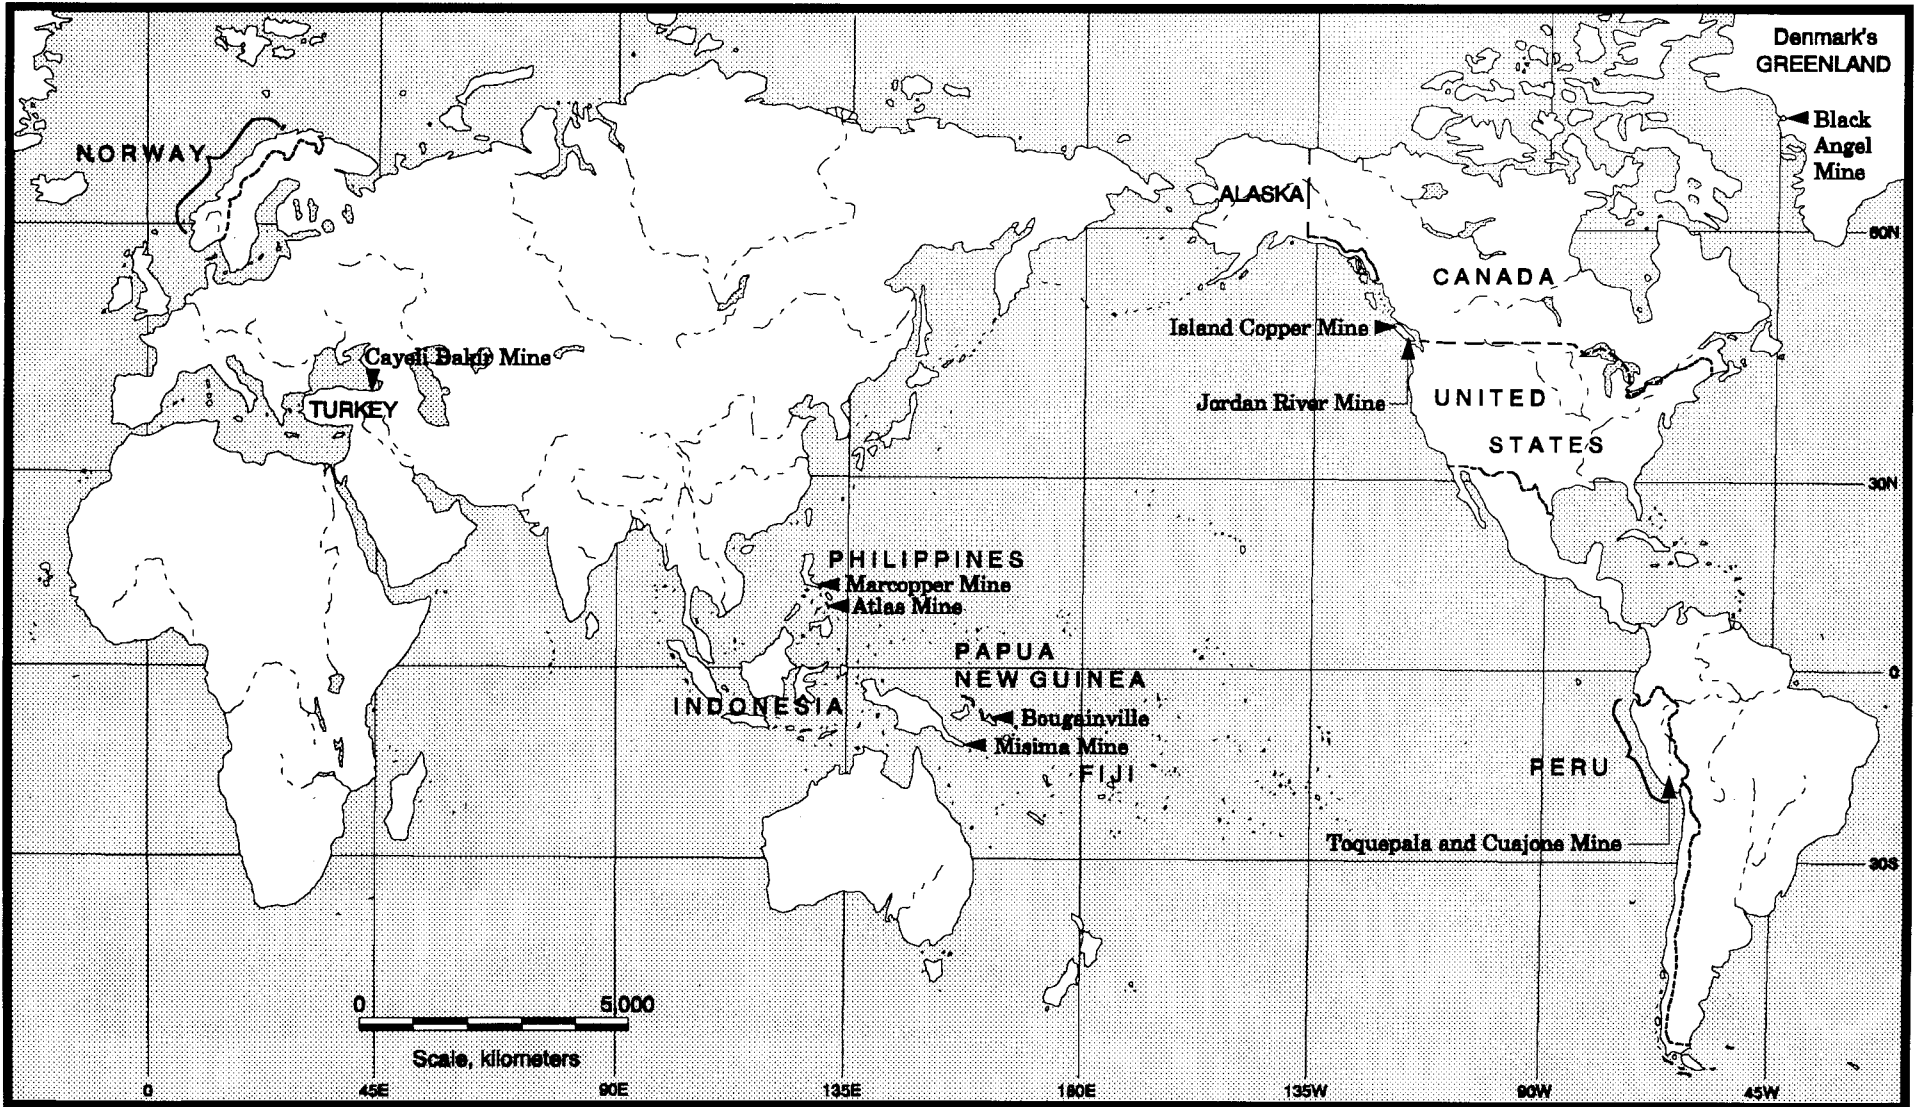 Denmark's
GREENLAND
Black
Angel
Mine
NORWAY
ALASKA
60N
CANADA
Island Copper Mine
Cayeli Bakir Mine
TURKEY
Jordan River Mine
UNITED
STATES
30N
PHILIPPINES
Marcopper Mine
Atlas Mine
PAPUA
NEW GUINEA
0
INDONESIA
Bougainville
Misima Mine
FIJI
PERU
Toquepala and Cuajone Mine
30S
0 5,000
Scale, kilometers
0 45E 90E 135E 180E 135W 90W 45W